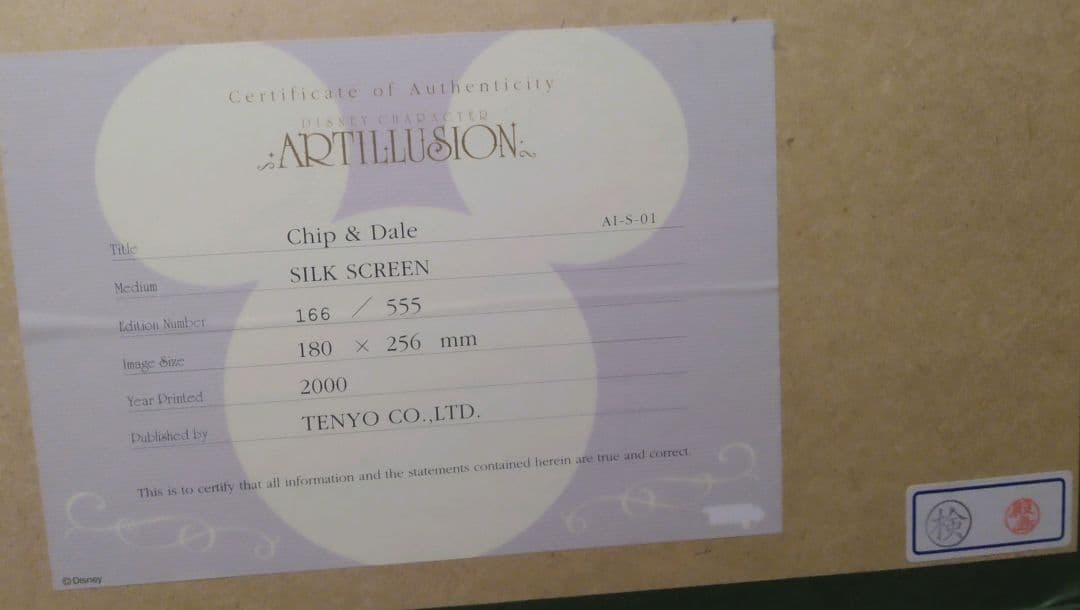 Certificate of Authenticity
DISNEY CHARACTER
ARTILLUSION
Title Chip & Dale AI-S-01
Medium SILK SCREEN
Edition Number 166 / 555
Image Size 180 × 256 mm
Year Printed 2000
Published by TENYO CO.,LTD.
This is to certify that all information and the statements contained herein are true and correct.
©Disney
検